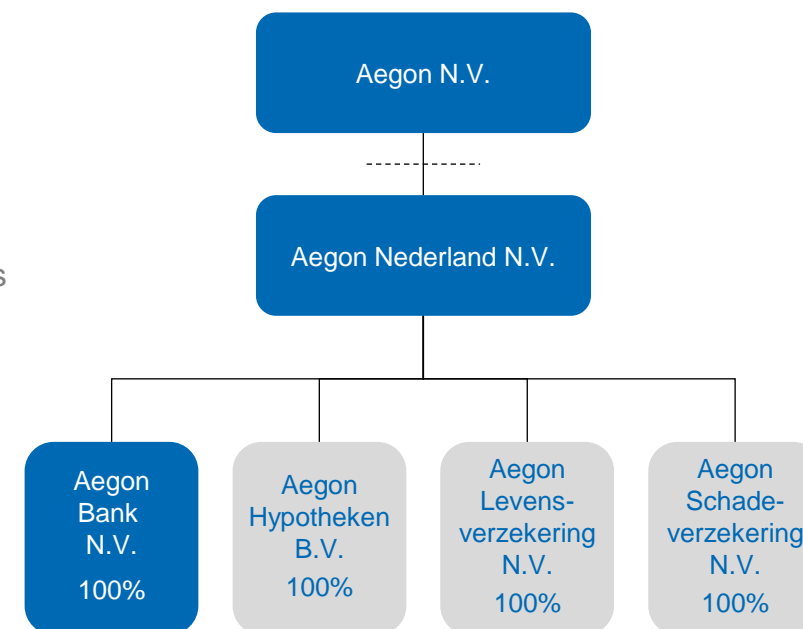 Aegon N.V.
Aegon Nederland N.V.
s
Aegon
Bank
N.V.
100%
Aegon
Hypotheken
B.V.
100%
Aegon
Levens-
verzekering
N.V.
100%
Aegon
Schade-
verzekering
N.V.
100%